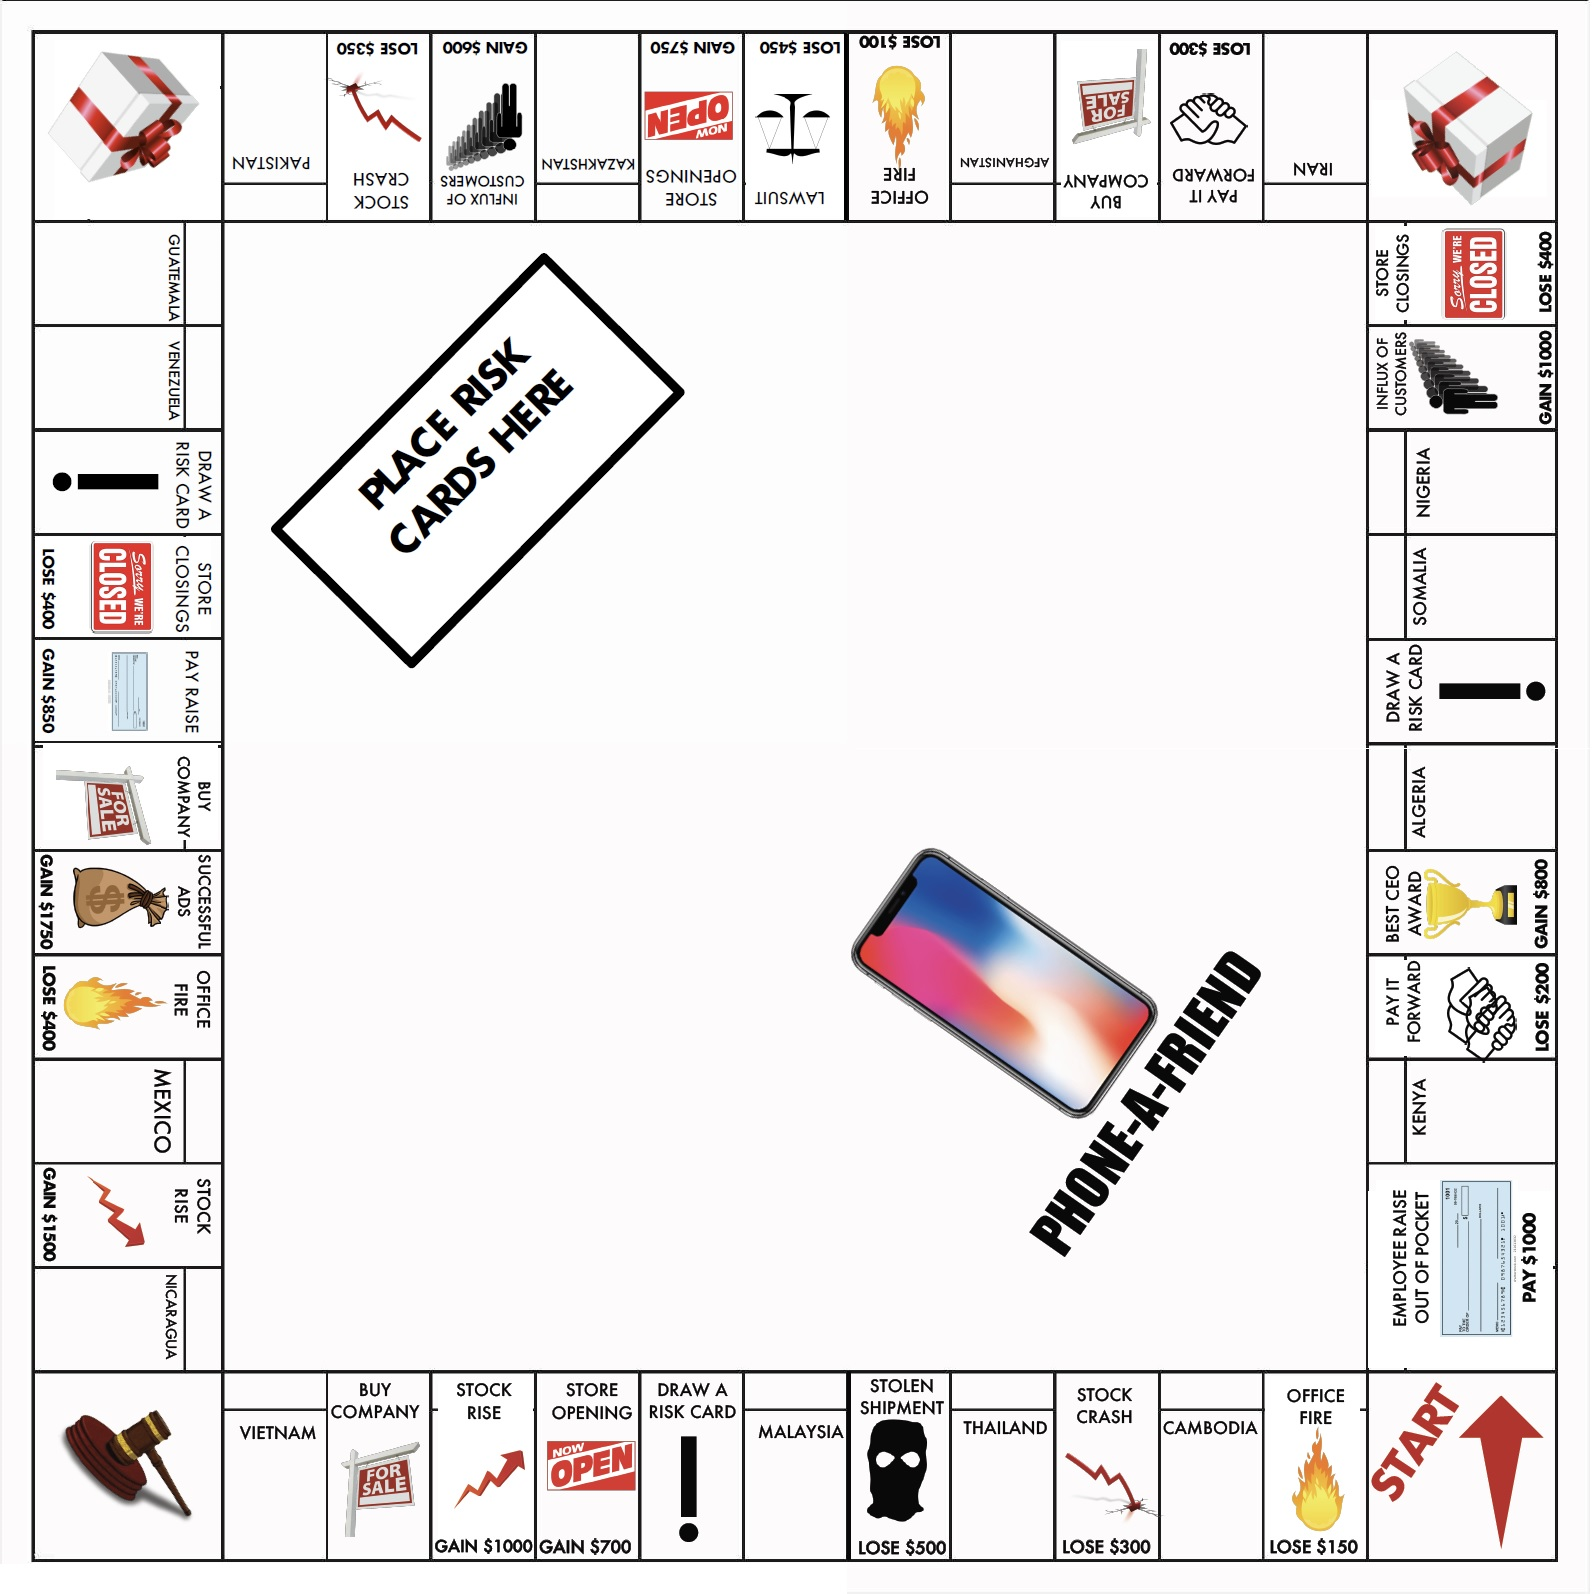 LOSE $350
STOCK
CRASH
GAIN $600
INFLUX OF
CUSTOMERS
GAIN $750
NOW
OPEN
STORE
OPENINGS
LOSE $450
LAWSUIT
LOSE $100
OFFICE
FIRE
FOR
SALE
BUY
COMPANY
LOSE $300
PAY IT
FORWARD
PAKISTAN
KAZAKHSTAN
AFGHANISTAN
IRAN
GUATEMALA
VENEZUELA
DRAW A
RISK CARD
STORE
CLOSINGS
Sorry WE'RE
CLOSED
LOSE $400
PAY RAISE
GAIN $850
BUY
COMPANY
FOR
SALE
SUCCESSFUL
ADS
$
GAIN $1750
OFFICE
FIRE
LOSE $400
MEXICO
STOCK
RISE
GAIN $1500
NICARAGUA
PLACE RISK
CARDS HERE
PHONE-A-FRIEND
STORE
CLOSINGS
Sorry WE'RE
CLOSED
LOSE $400
INFLUX OF
CUSTOMERS
GAIN $1000
NIGERIA
SOMALIA
DRAW A
RISK CARD
ALGERIA
BEST CEO
AWARD
GAIN $800
PAY IT
FORWARD
LOSE $200
KENYA
EMPLOYEE RAISE
OUT OF POCKET
1001
PAY $1000
VIETNAM
BUY
COMPANY
FOR
SALE
STOCK
RISE
GAIN $1000
STORE
OPENING
NOW
OPEN
GAIN $700
DRAW A
RISK CARD
MALAYSIA
STOLEN
SHIPMENT
LOSE $500
THAILAND
STOCK
CRASH
LOSE $300
CAMBODIA
OFFICE
FIRE
LOSE $150
START